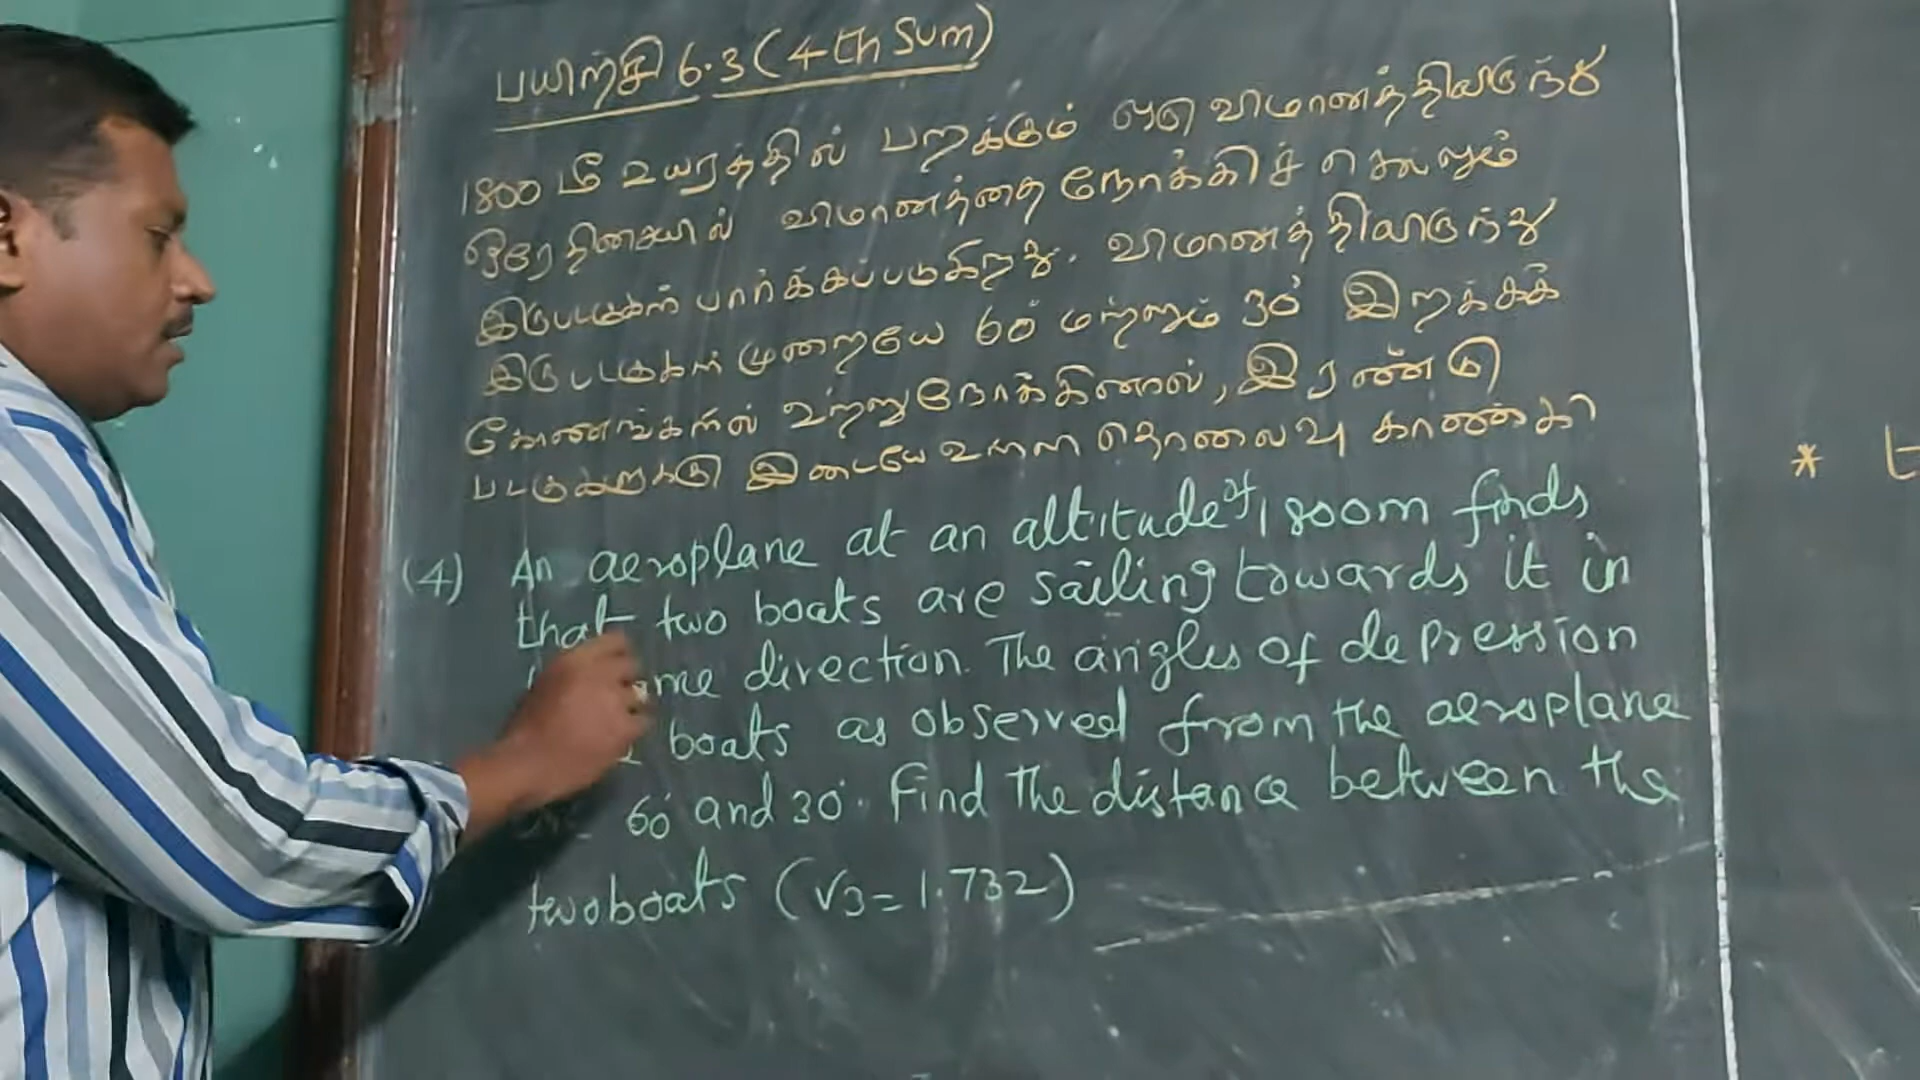 பயிற்சி 6.3 (4th Sum)
1800 மீ உயரத்தில் பறக்கும் ஒரு விமானத்திலிருந்து
ஒரே திசையில் விமானத்தை நோக்கிச் செல்லும்
இருபடகுகள் பார்க்கப்படுகிறது. விமானத்திலிருந்து
இருபடகுகள் முறையே 60° மற்றும் 30° இறக்கக்
கோணங்களில் உற்றுநோக்கினால், இரண்டு
படகுகளுக்கு இடையே உள்ள தொலைவு காண்க
(4) An aeroplane at an altitude of 1800m finds
that two boats are sailing towards it in
direction. The angles of depression
boats as observed from the aeroplane
60° and 30°. Find the distance between the
twoboats (√3=1.732)
*